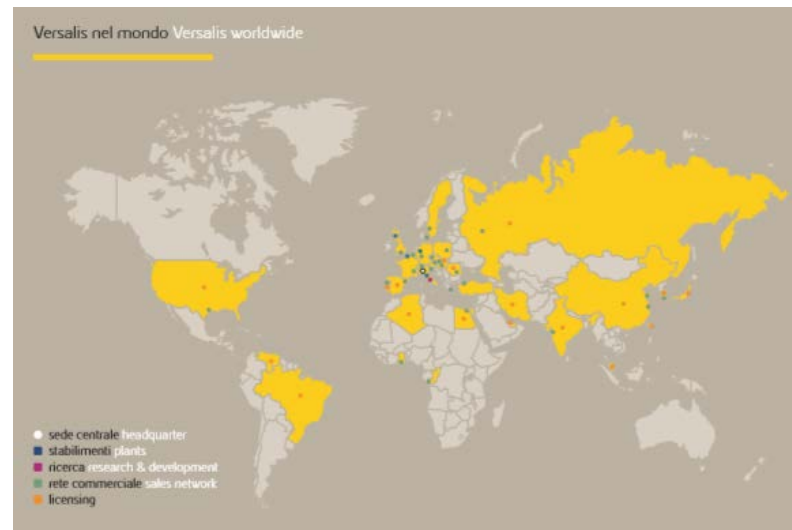 Versalis nel mondo Versalis worldwide
sede centrale headquarter
stabilimenti plants
ricerca research & development
rete commerciale sales network
licensing